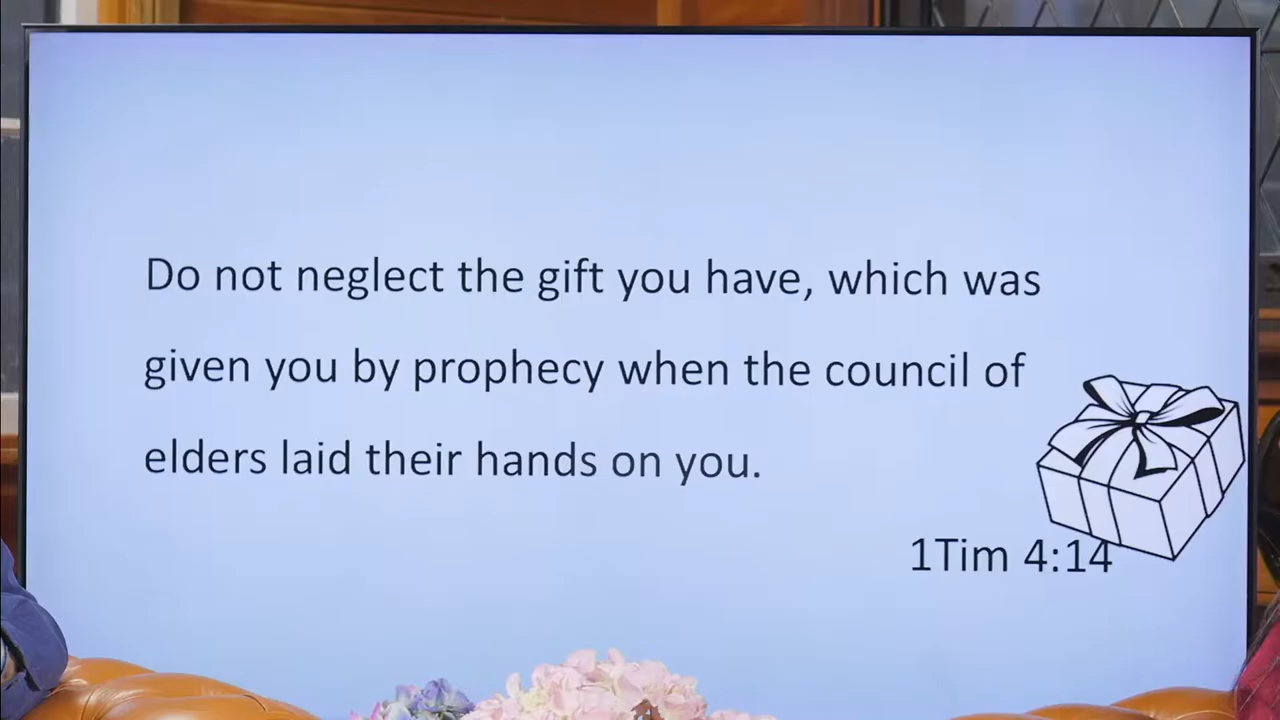 Do not neglect the gift you have, which was
given you by prophecy when the council of
elders laid their hands on you.
1Tim 4:14